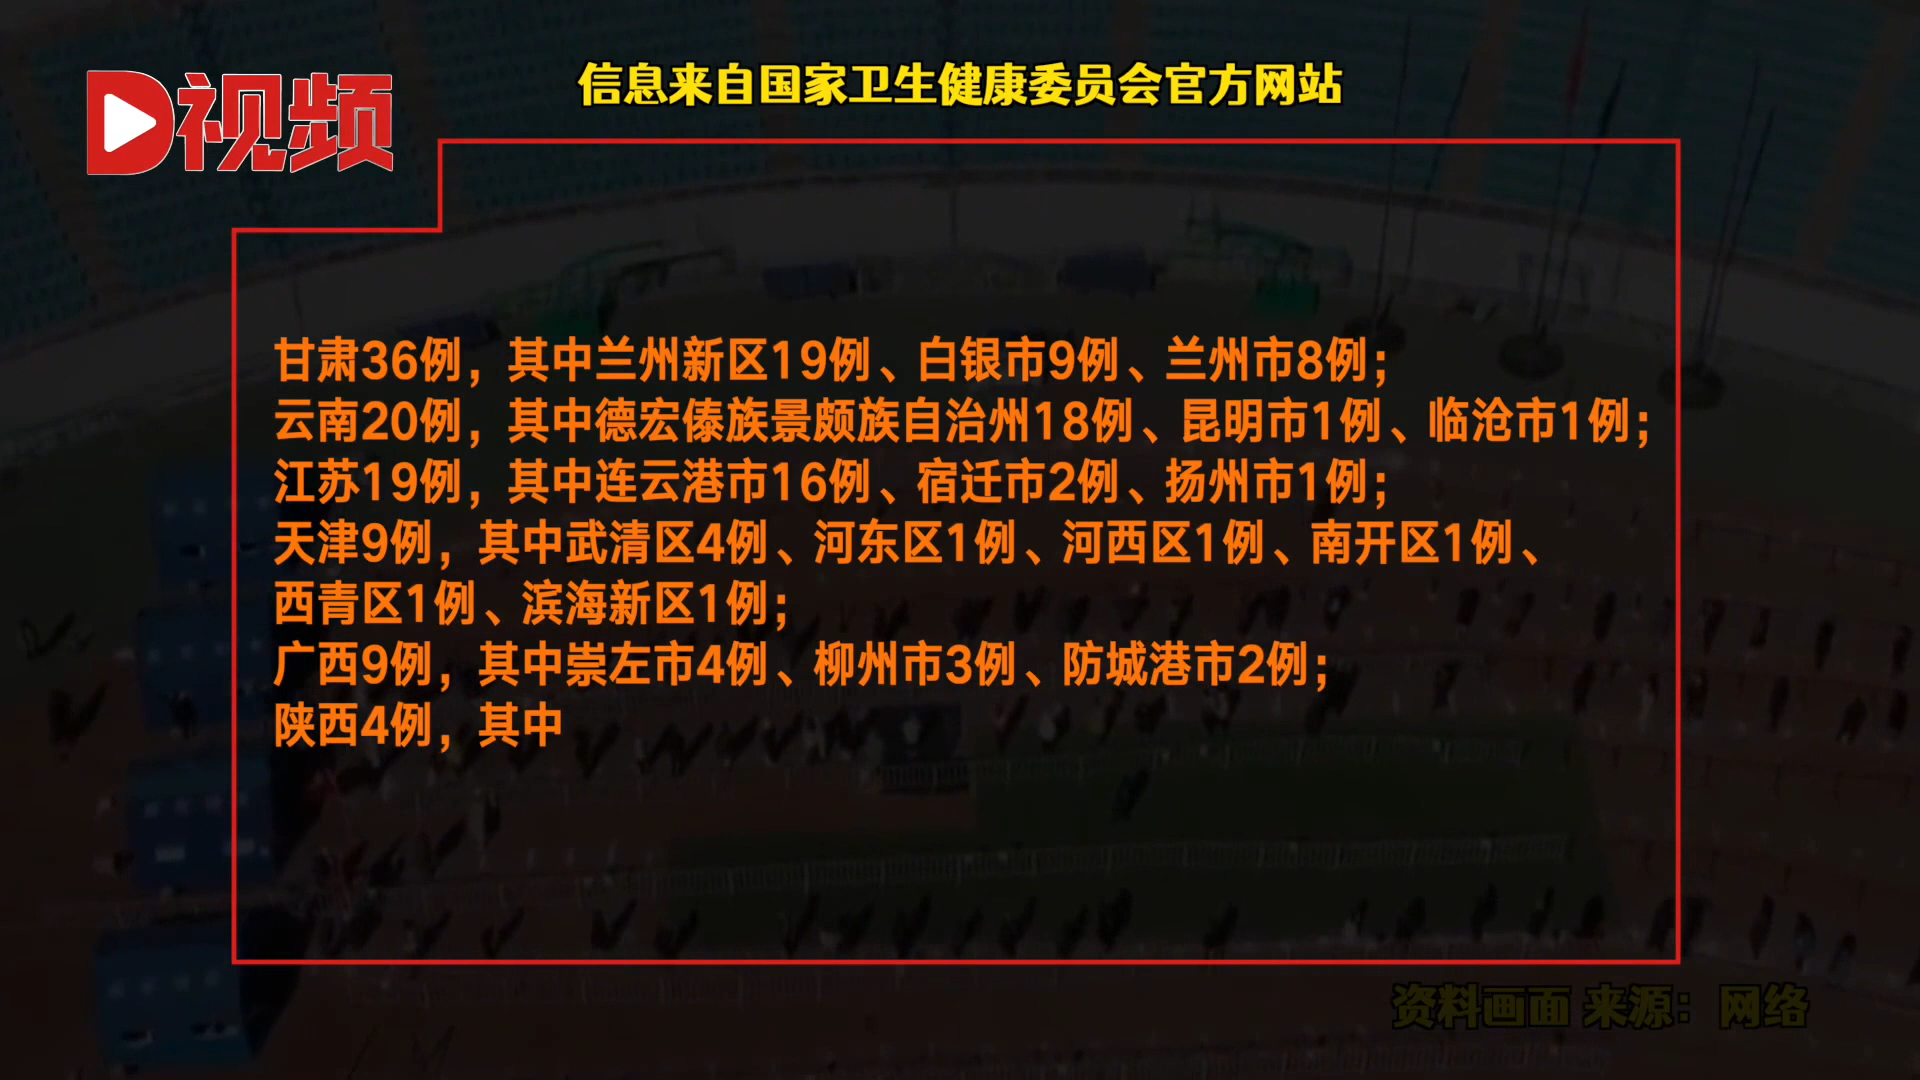 视频
信息来自国家卫生健康委员会官方网站
甘肃36例，其中兰州新区19例、白银市9例、兰州市8例；
云南20例，其中德宏傣族景颇族自治州18例、昆明市1例、临沧市1例；
江苏19例，其中连云港市16例、宿迁市2例、扬州市1例；
天津9例，其中武清区4例、河东区1例、河西区1例、南开区1例、
西青区1例、滨海新区1例；
广西9例，其中崇左市4例、柳州市3例、防城港市2例；
陕西4例，其中
资料画面 来源：网络